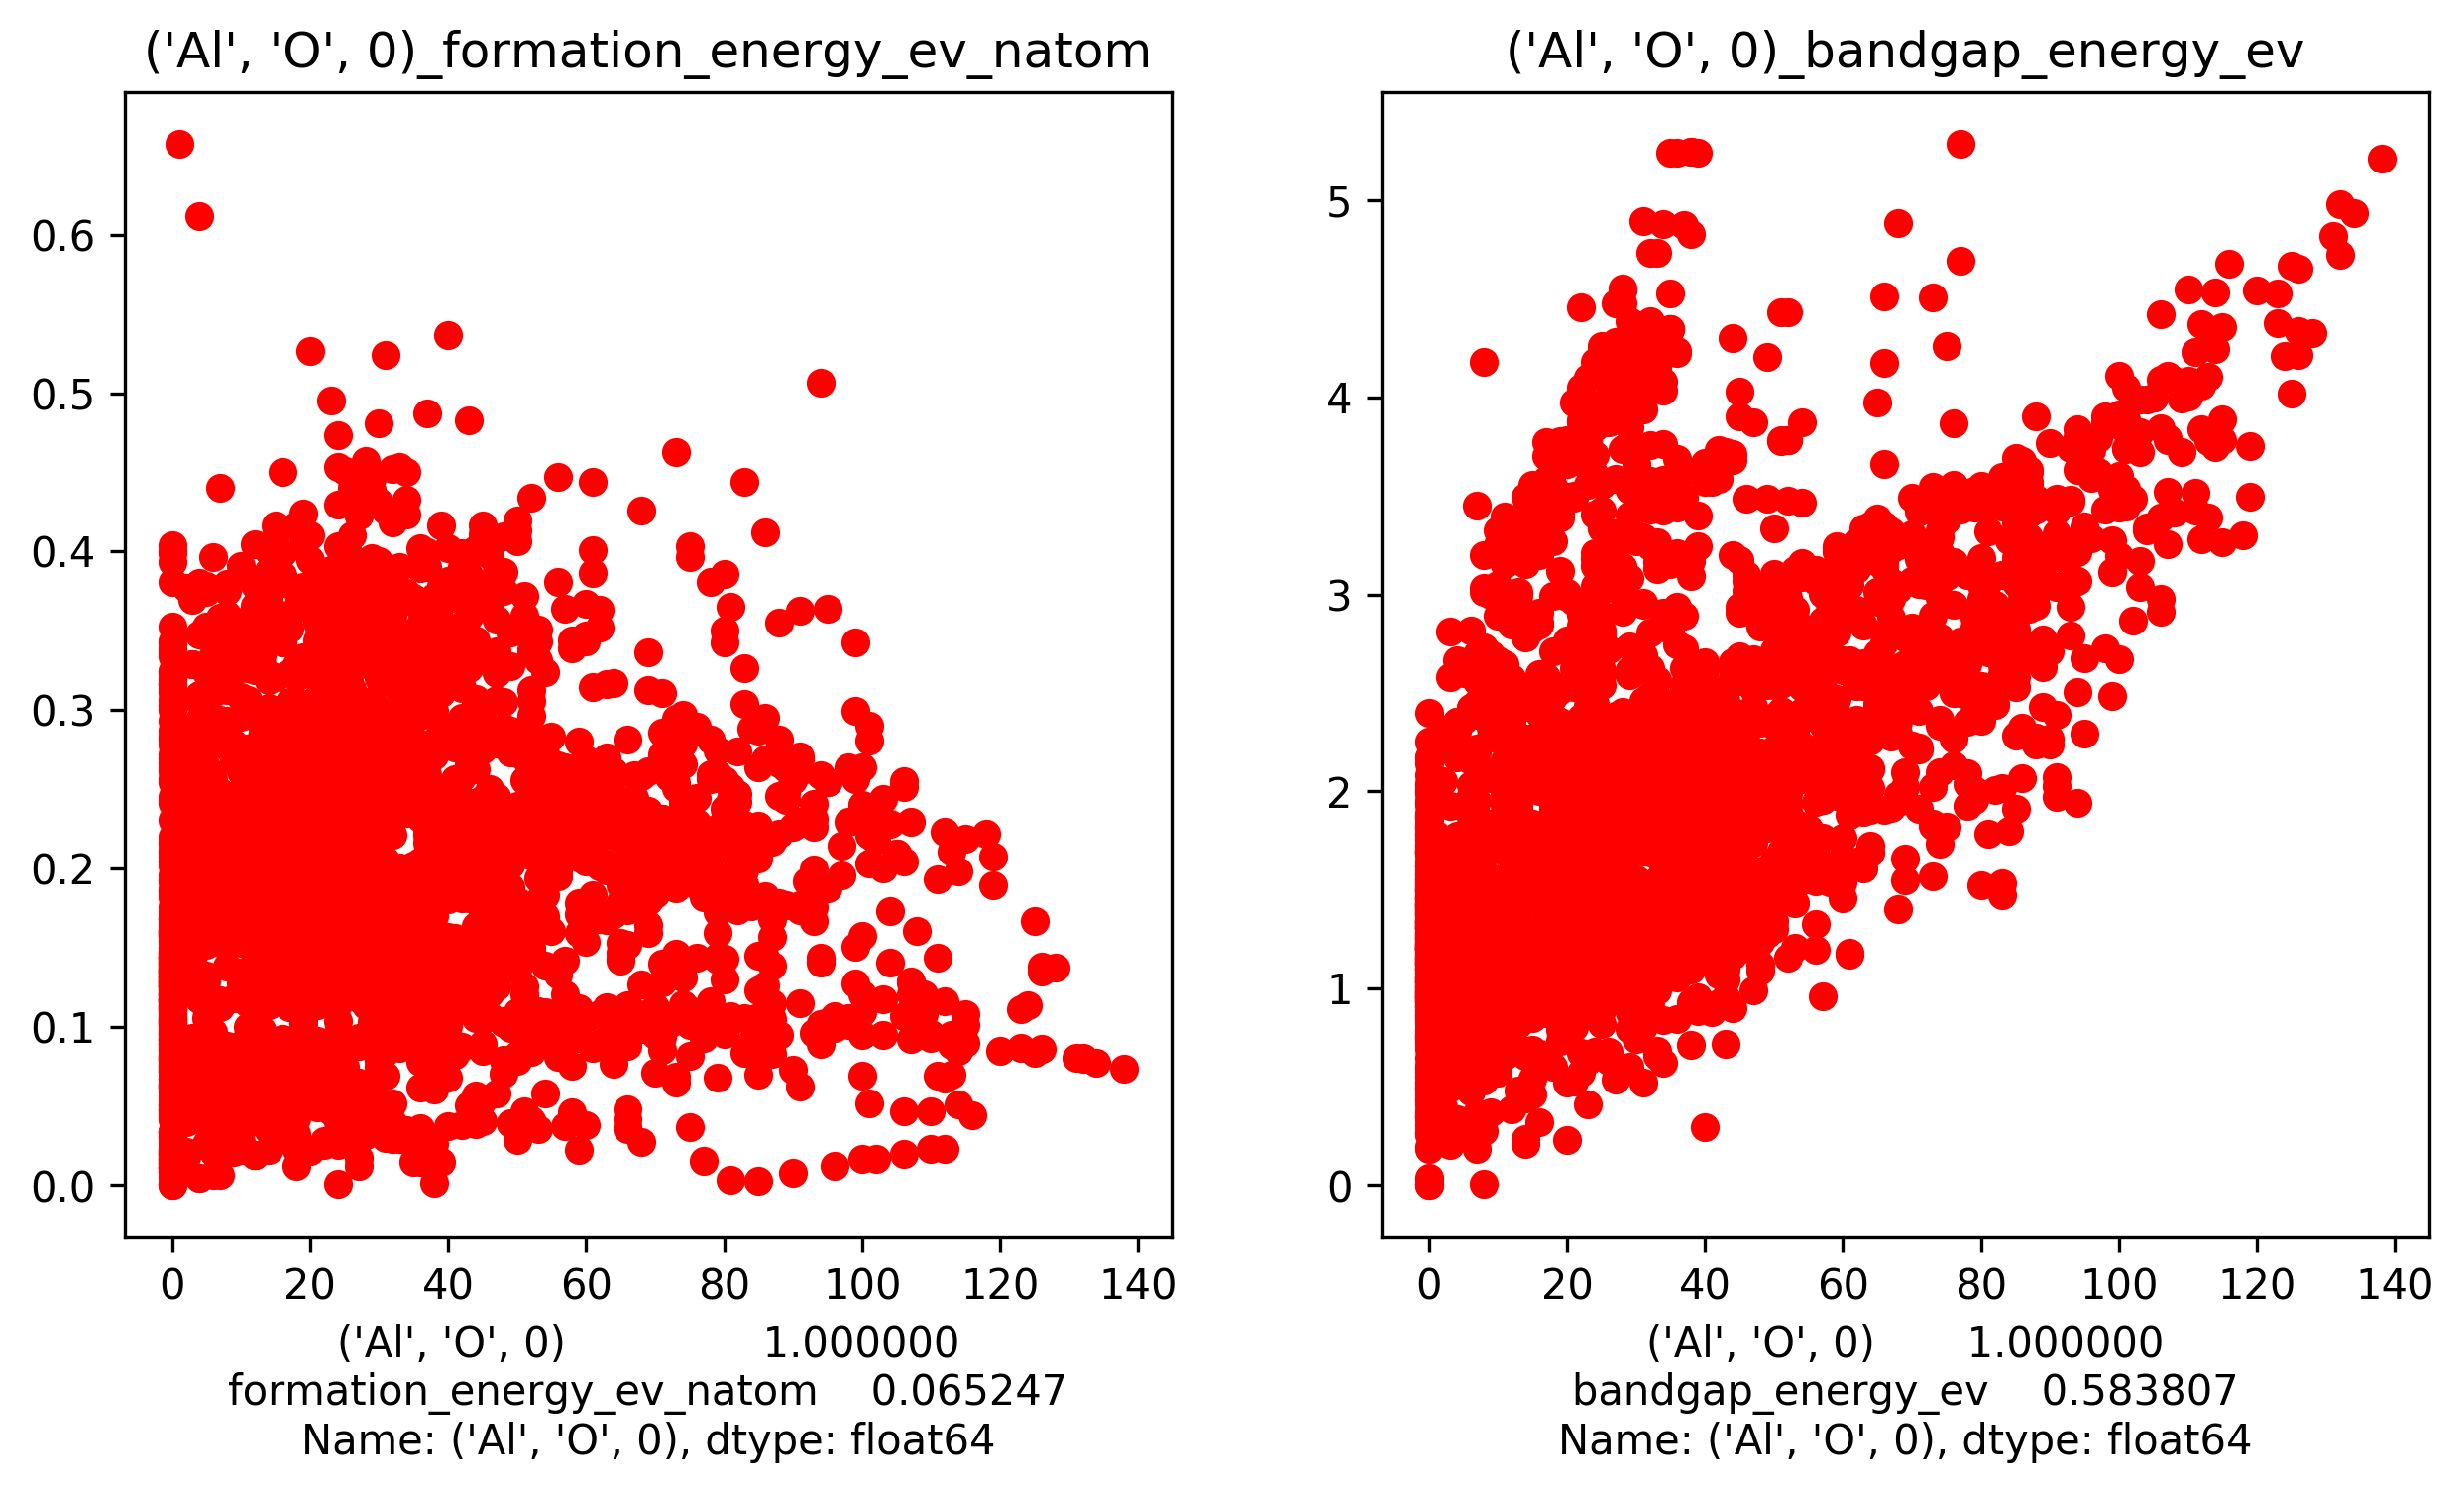 ('Al', 'O', 0)_formation_energy_ev_natom
0.6
0.5
0.4
0.3
0.2
0.1
0.0
0 20 40 60 80 100 120 140
('Al', 'O', 0) 1.000000
formation_energy_ev_natom 0.065247
Name: ('Al', 'O', 0), dtype: float64
('Al', 'O', 0)_bandgap_energy_ev
5
4
3
2
1
0
0 20 40 60 80 100 120 140
('Al', 'O', 0) 1.000000
bandgap_energy_ev 0.583807
Name: ('Al', 'O', 0), dtype: float64